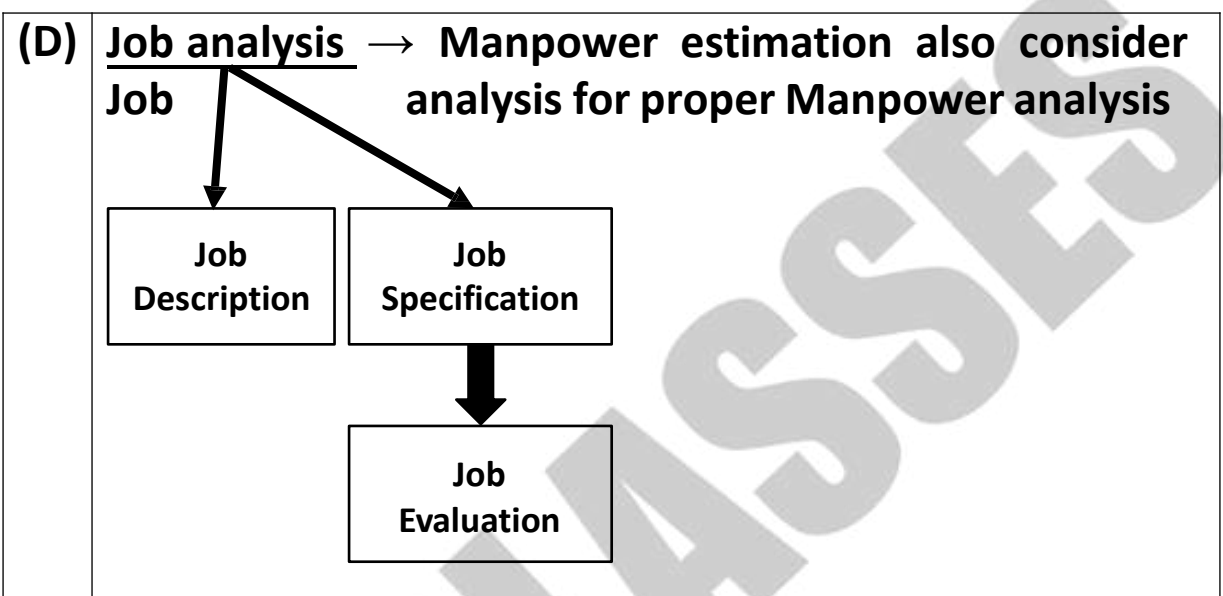 (D) Job analysis → Manpower estimation also consider
Job analysis for proper Manpower analysis
Job
Description
Job
Specification
Job
Evaluation